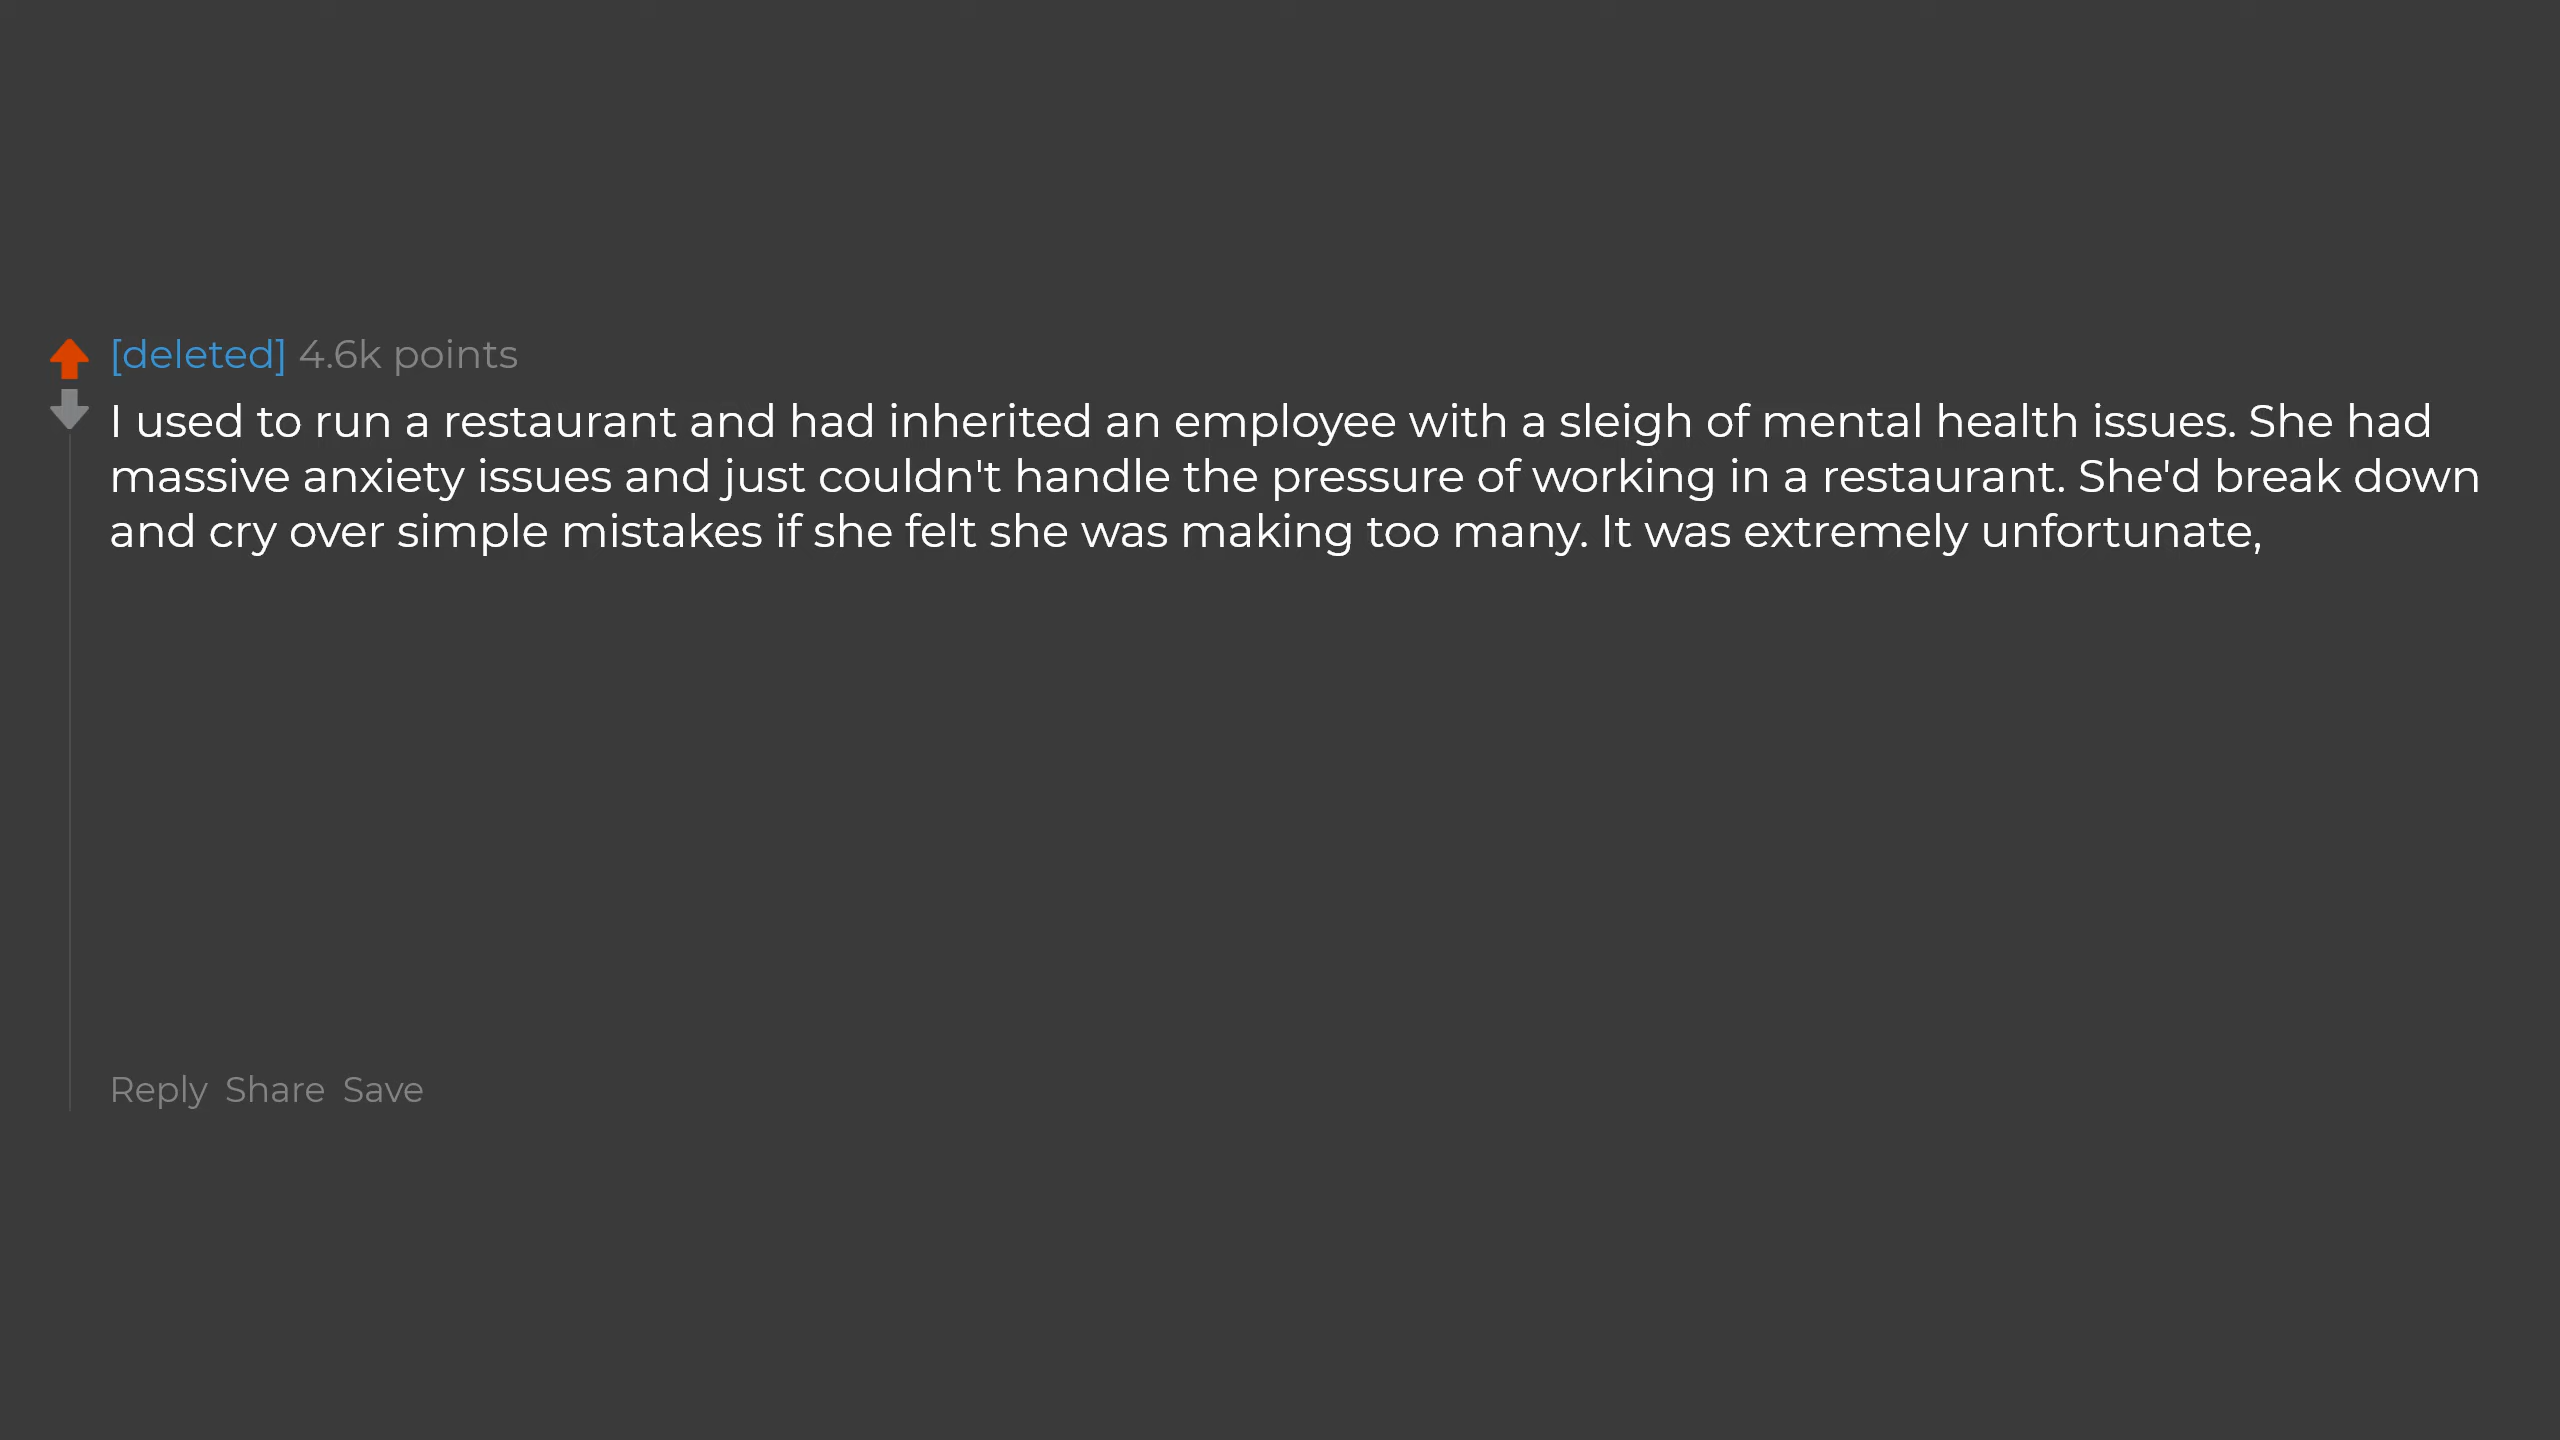 [deleted] 4.6k points
I used to run a restaurant and had inherited an employee with a sleigh of mental health issues. She had
massive anxiety issues and just couldn't handle the pressure of working in a restaurant. She'd break down
and cry over simple mistakes if she felt she was making too many. It was extremely unfortunate,
Reply Share Save